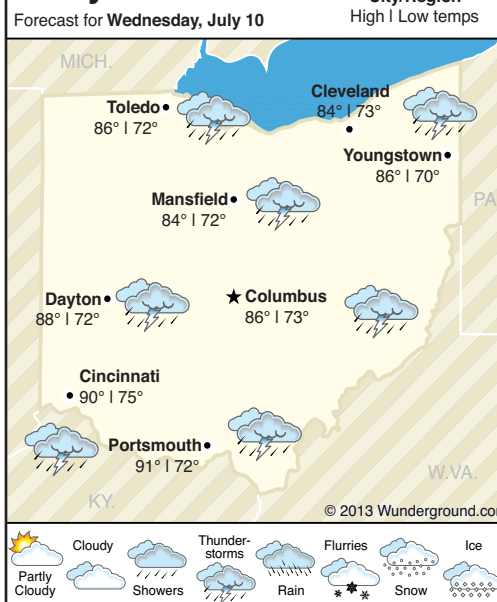 Forecast for Wednesday, July 10
High | Low temps
MICH.
Cleveland
84° | 73°
Toledo
86° | 72°
Youngstown
86° | 70°
PA
Mansfield
84° | 72°
Dayton
88° | 72°
Columbus
86° | 73°
Cincinnati
90° | 75°
Portsmouth
91° | 72°
W.VA.
KY.
© 2013 Wunderground.com
Partly
Cloudy
Cloudy
Showers
Thunder-
storms
Rain
Flurries
Snow
Ice